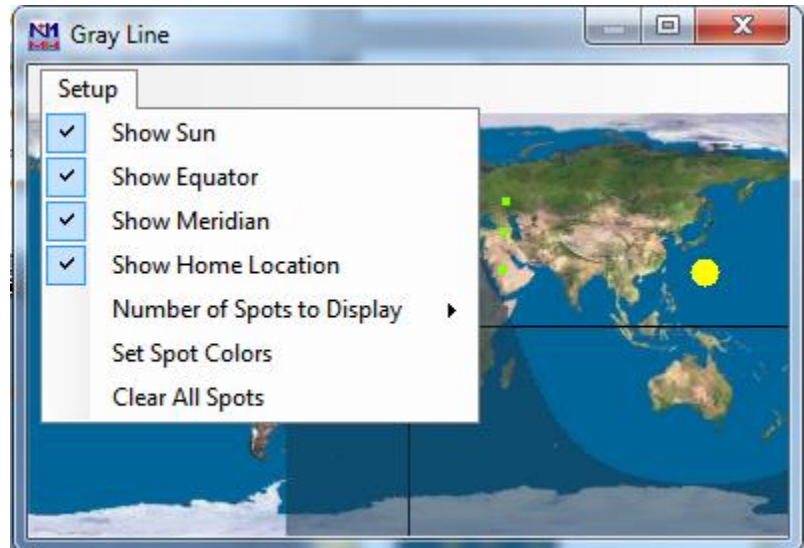 N1MM Gray Line
Setup
Show Sun
Show Equator
Show Meridian
Show Home Location
Number of Spots to Display
Set Spot Colors
Clear All Spots